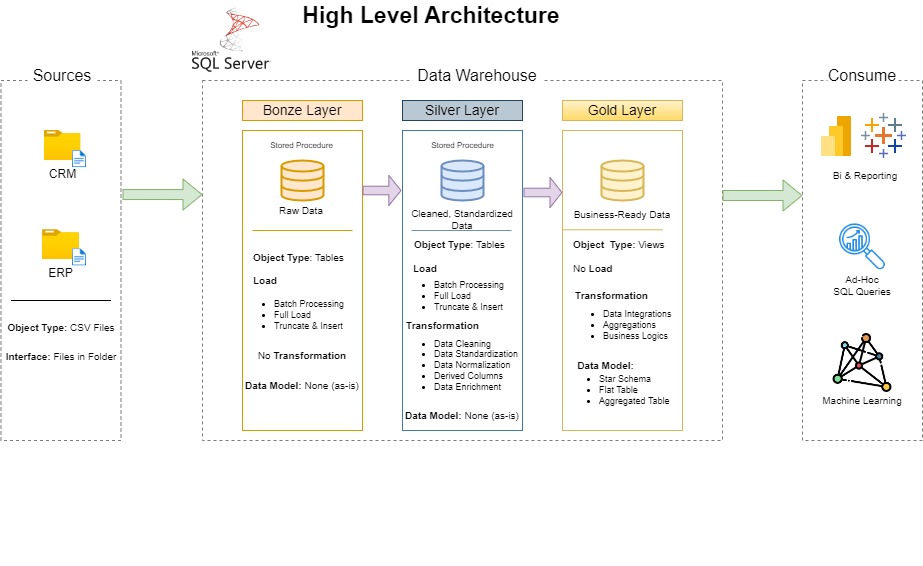 High Level Architecture
Microsoft®
SQL Server
Sources
CRM
ERP
Object Type: CSV Files
Interface: Files in Folder
Data Warehouse
Bonze Layer
Stored Procedure
Raw Data
Object Type: Tables
Load
Batch Processing
Full Load
Truncate & Insert
No Transformation
Data Model: None (as-is)
Silver Layer
Stored Procedure
Cleaned, Standardized
Data
Object Type: Tables
Load
Batch Processing
Full Load
Truncate & Insert
Transformation
Data Cleaning
Data Standardization
Data Normalization
Derived Columns
Data Enrichment
Data Model: None (as-is)
Gold Layer
Business-Ready Data
Object Type: Views
No Load
Transformation
Data Integrations
Aggregations
Business Logics
Data Model:
Star Schema
Flat Table
Aggregated Table
Consume
Bi & Reporting
Ad-Hoc
SQL Queries
Machine Learning